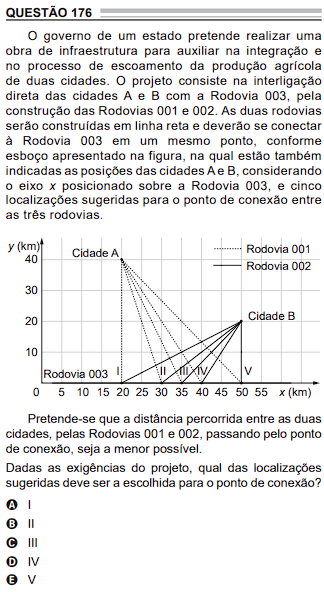 QUESTÃO 176
O governo de um estado pretende realizar uma
obra de infraestrutura para auxiliar na integração e
no processo de escoamento da produção agrícola
de duas cidades. O projeto consiste na interligação
direta das cidades A e B com a Rodovia 003, pela
construção das Rodovias 001 e 002. As duas rodovias
serão construídas em linha reta e deverão se conectar
à Rodovia 003 em um mesmo ponto, conforme
esboço apresentado na figura, na qual estão também
indicadas as posições das cidades A e B, considerando
o eixo x posicionado sobre a Rodovia 003, e cinco
localizações sugeridas para o ponto de conexão entre
as três rodovias.
y (km)
Cidade A
Rodovia 001
Rodovia 002
40
30
20
10
Cidade B
Rodovia 003
I II III IV V
0 5 10 15 20 25 30 35 40 45 50 55 x (km)
Pretende-se que a distância percorrida entre as duas
cidades, pelas Rodovias 001 e 002, passando pelo ponto
de conexão, seja a menor possível.
Dadas as exigências do projeto, qual das localizações
sugeridas deve ser a escolhida para o ponto de conexão?
A I
B II
C III
D IV
E V